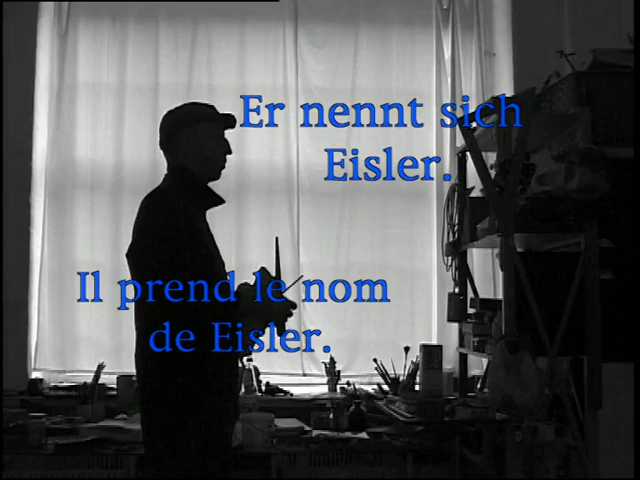 Er nennt sich
Eisler.
Il prend le nom
de Eisler.